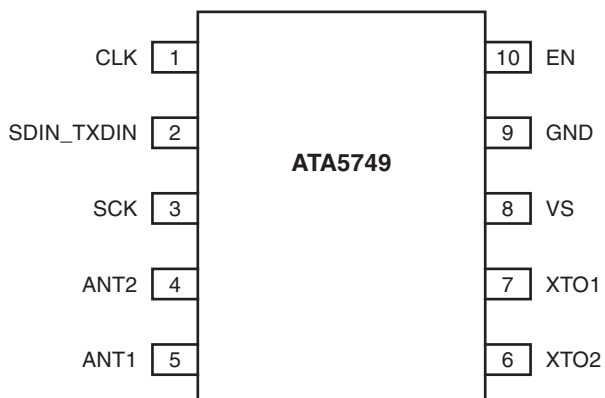 CLK 1 10 EN
SDIN_TXDIN 2 9 GND
ATA5749
SCK 3 8 VS
ANT2 4 7 XTO1
ANT1 5 6 XTO2